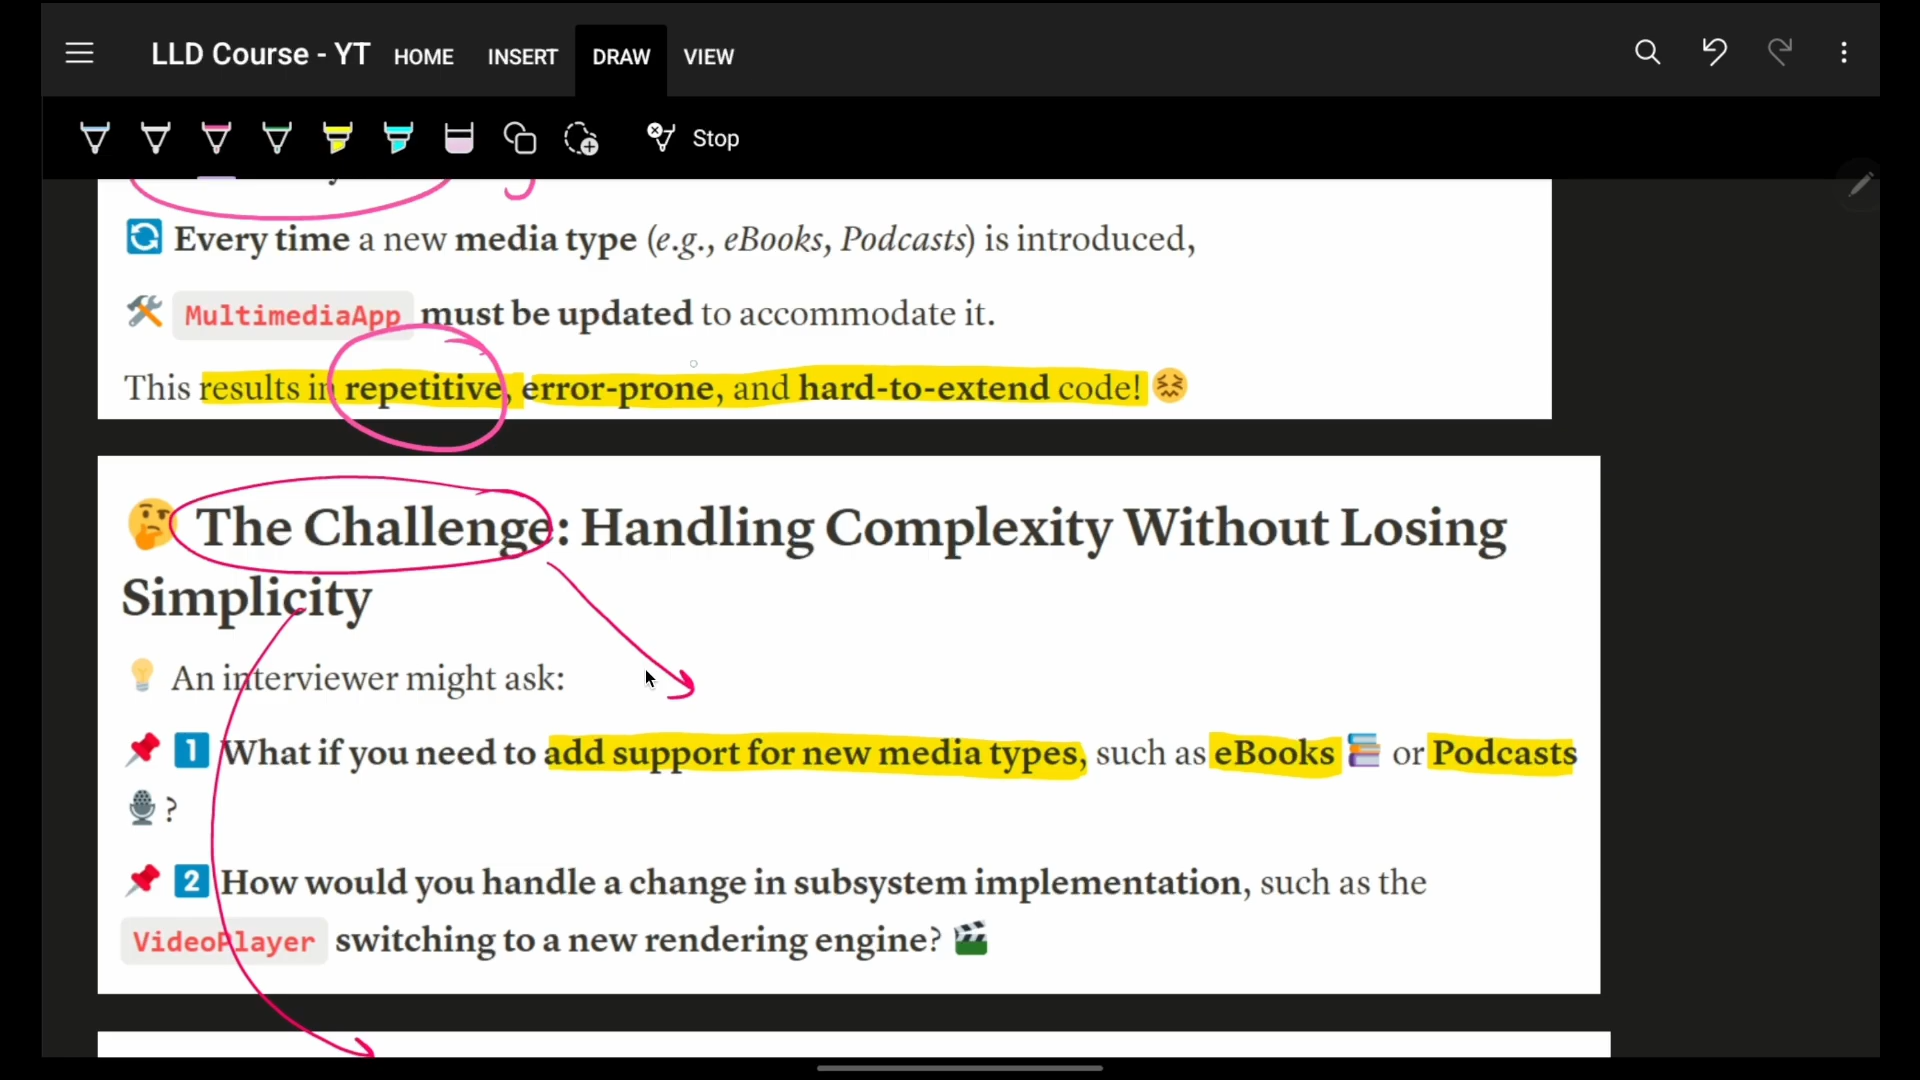 LLD Course - YT HOME INSERT DRAW VIEW
Stop
Every time a new media type (e.g., eBooks, Podcasts) is introduced,
MultimediaApp must be updated to accommodate it.
This results in repetitive, error-prone, and hard-to-extend code!
The Challenge: Handling Complexity Without Losing
Simplicity
An interviewer might ask:
1 What if you need to add support for new media types, such as eBooks or Podcasts
?
2 How would you handle a change in subsystem implementation, such as the
VideoPlayer switching to a new rendering engine?